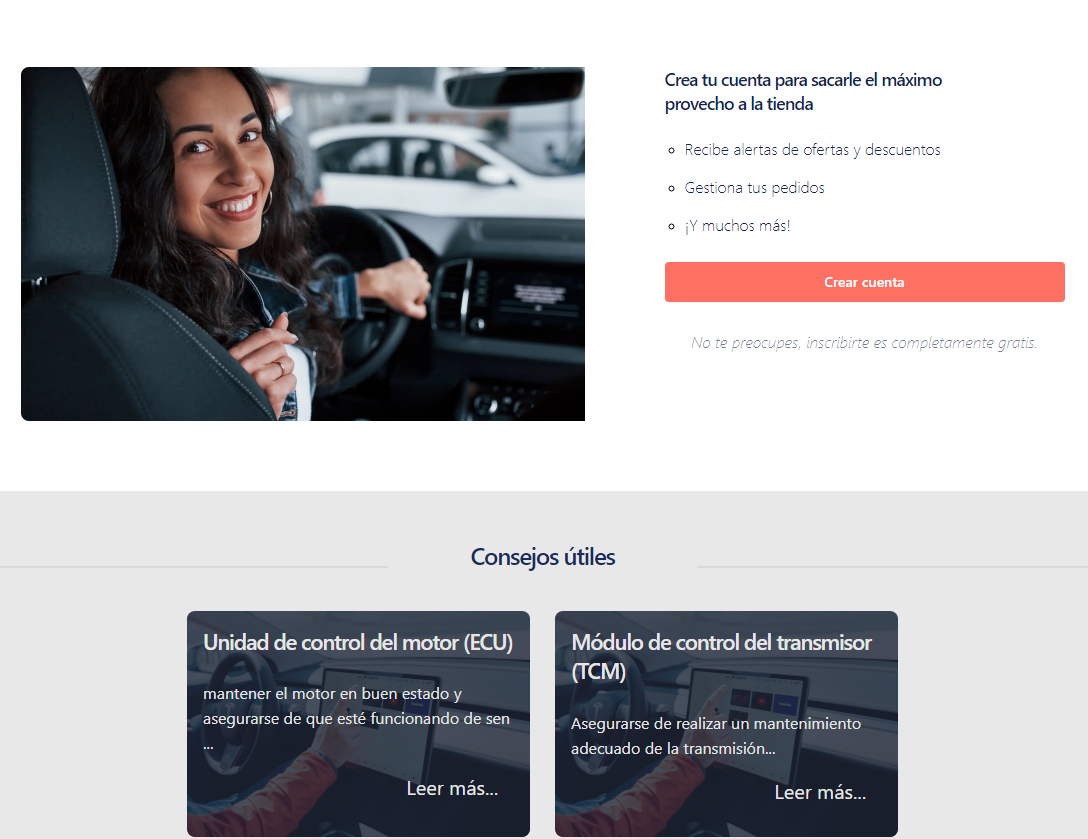 Crea tu cuenta para sacarle el máximo
provecho a la tienda
Recibe alertas de ofertas y descuentos
Gestiona tus pedidos
¡Y muchos más!
Crear cuenta
No te preocupes, inscribirte es completamente gratis.
Consejos útiles
Unidad de control del motor (ECU)
mantener el motor en buen estado y
asegurarse de que esté funcionando de sen
...
Leer más...
Módulo de control del transmisor
(TCM)
Asegurarse de realizar un mantenimiento
adecuado de la transmisión...
Leer más...